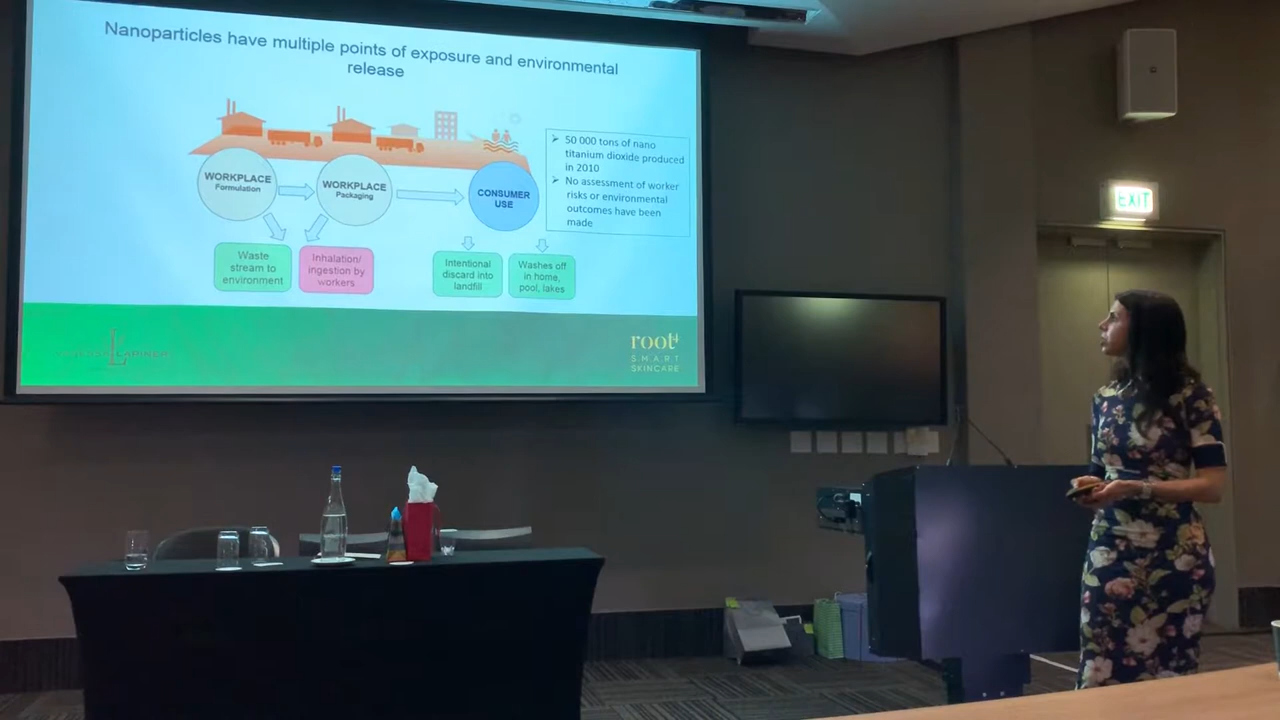 Nanoparticles have multiple points of exposure and environmental
release
WORKPLACE
Formulation
WORKPLACE
Packaging
CONSUMER
USE
➢ 50 000 tons of nano
titanium dioxide produced
in 2010
➢ No assessment of worker
risks or environmental
outcomes have been
made
Waste
stream to
environment
Inhalation/
ingestion by
workers
Intentional
discard into
landfill
Washes off
in home,
pool, lakes
root
S.M.A.R.T
SKINCARE
EXIT